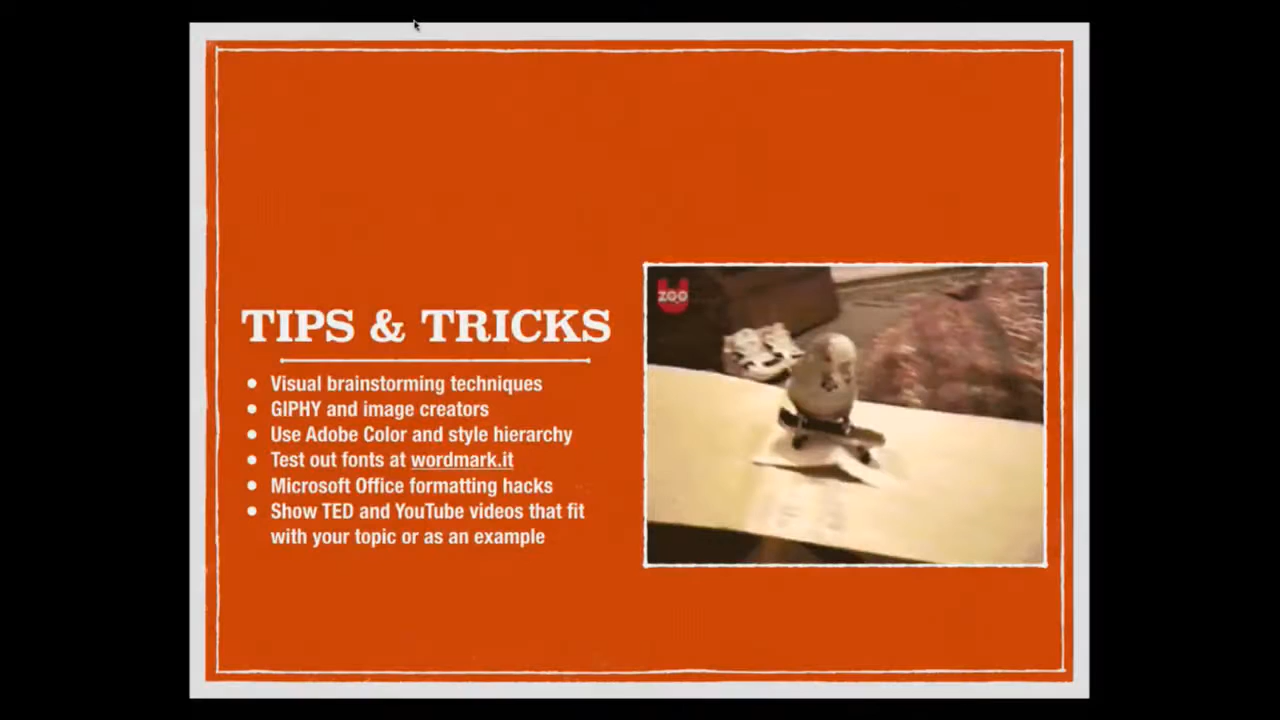 TIPS & TRICKS
Visual brainstorming techniques
GIPHY and image creators
Use Adobe Color and style hierarchy
Test out fonts at wordmark.it
Microsoft Office formatting hacks
Show TED and YouTube videos that fit
with your topic or as an example
ZOO